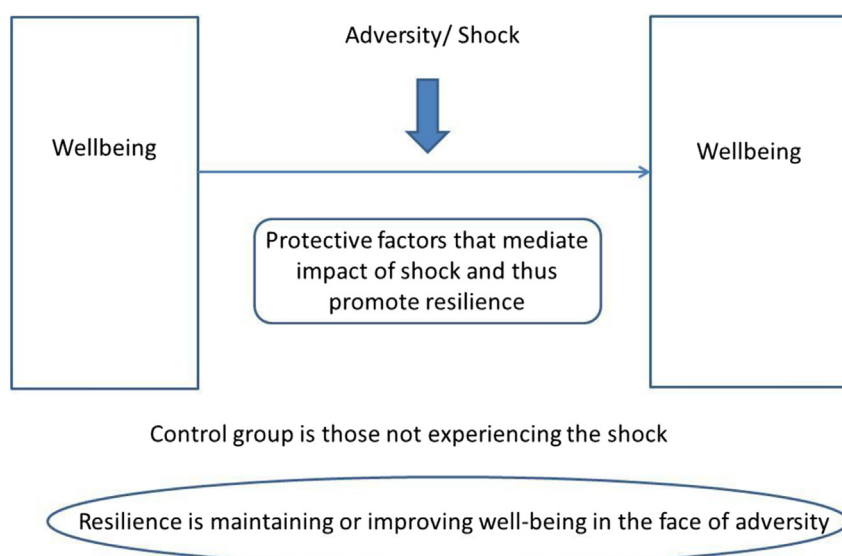 Adversity/ Shock
Wellbeing
Wellbeing
Protective factors that mediate
impact of shock and thus
promote resilience
Control group is those not experiencing the shock
Resilience is maintaining or improving well-being in the face of adversity